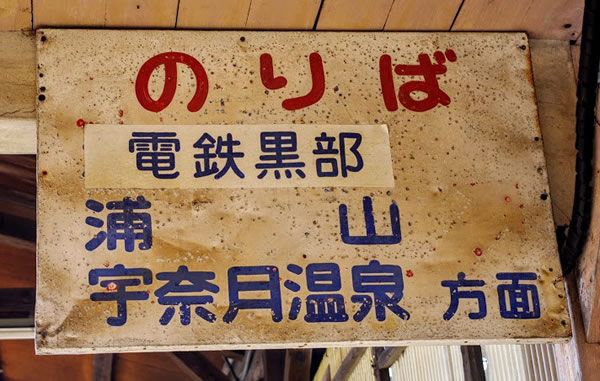 のりば
電鉄黒部
浦山
宇奈月温泉 方面